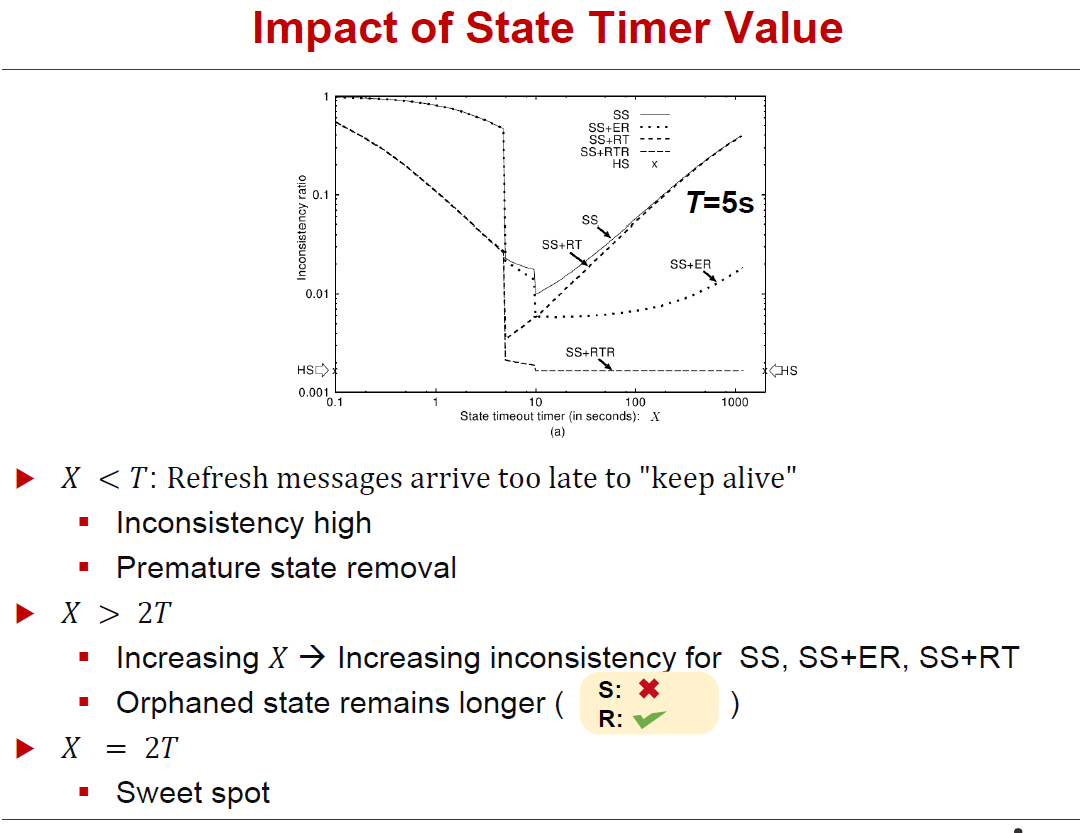 Impact of State Timer Value
1
0.1
0.01
0.001
Inconsistency ratio
SS
SS+ER
SS+RT
SS+RTR
HS x
T=5s
SS
SS+RT
SS+ER
SS+RTR
HS
HS
0.1 1 10 100 1000
State timeout timer (in seconds): X
(a)
X < T: Refresh messages arrive too late to "keep alive"
Inconsistency high
Premature state removal
X > 2T
Increasing X → Increasing inconsistency for SS, SS+ER, SS+RT
Orphaned state remains longer ( S: ✖
R: ✔ )
X = 2T
Sweet spot